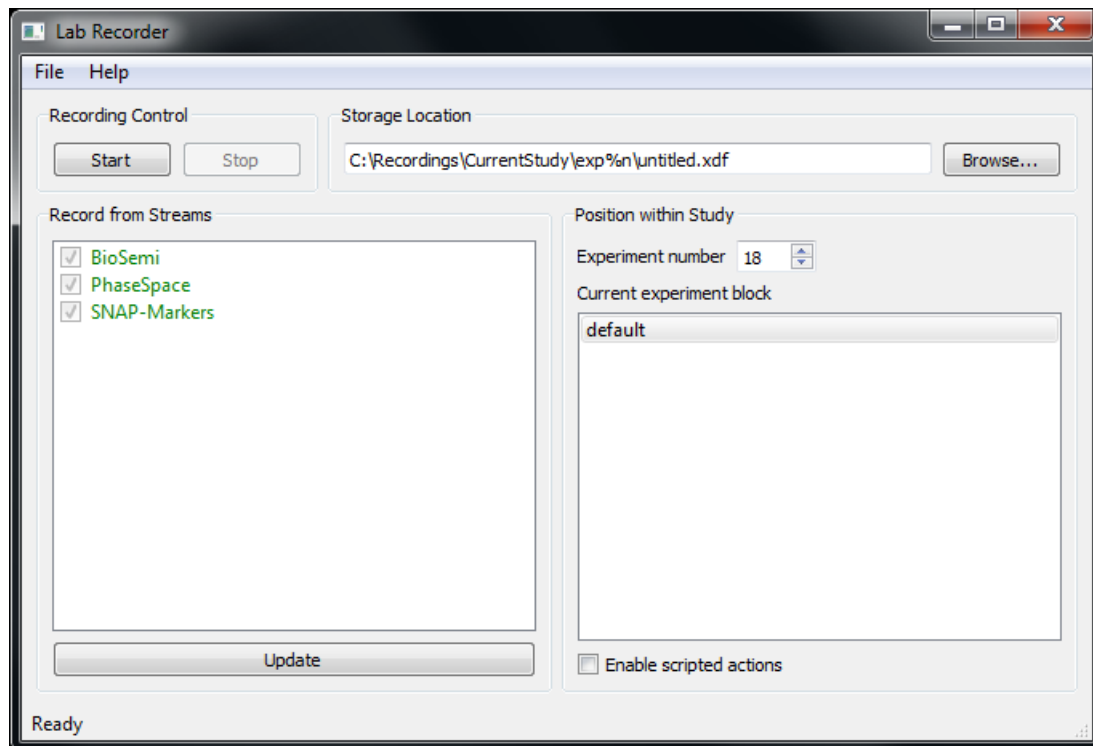 Lab Recorder
File Help
Recording Control
Start Stop
Storage Location
C:\Recordings\CurrentStudy\exp%n\untitled.xdf Browse...
Record from Streams
BioSemi
PhaseSpace
SNAP-Markers
Update
Position within Study
Experiment number 18
Current experiment block
default
Enable scripted actions
Ready